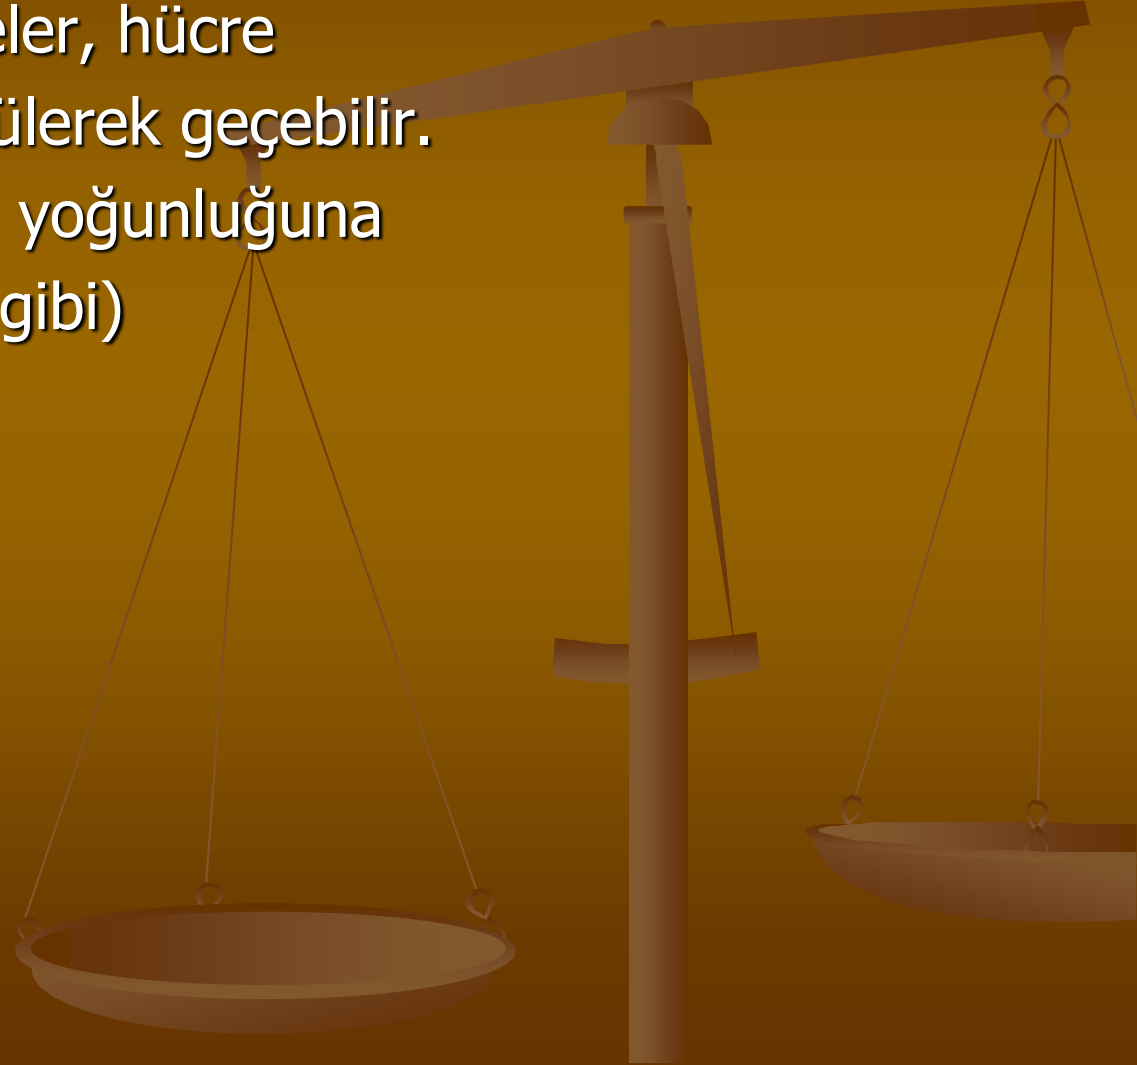 eler, hücre
ülerek geçebilir.
yoğunluğuna
gibi)